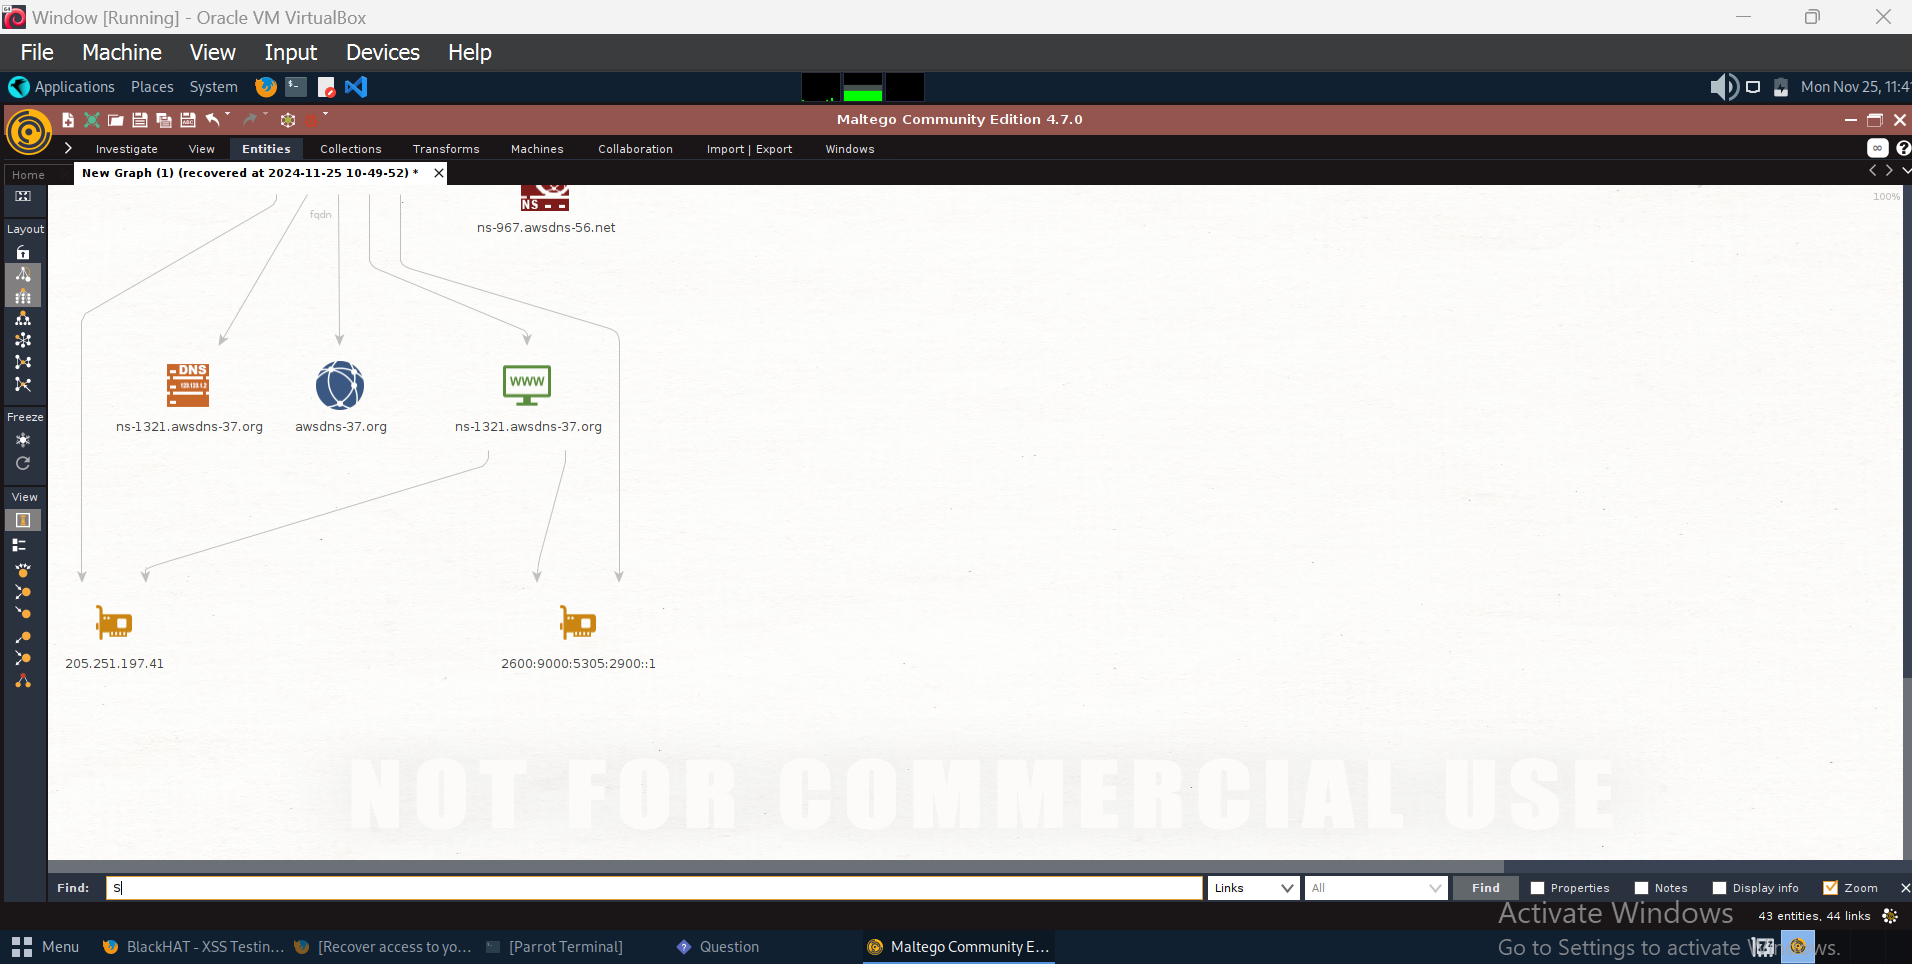 Window [Running] - Oracle VM VirtualBox
File Machine View Input Devices Help
Applications Places System
Mon Nov 25, 11:41
Maltego Community Edition 4.7.0
Investigate View Entities Collections Transforms Machines Collaboration Import | Export Windows
Home
New Graph (1) (recovered at 2024-11-25 10-49-52) *
100%
Layout
Freeze
View
fqdn
NS
ns-967.awsdns-56.net
DNS
WWW
ns-1321.awsdns-37.org
awsdns-37.org
ns-1321.awsdns-37.org
205.251.197.41
2600:9000:5305:2900::1
NOT FOR COMMERCIAL USE
Find: S
Links
All
Find
Properties
Notes
Display info
Zoom
Activate Windows
43 entities, 44 links
Menu
BlackHAT - XSS Testin...
[Recover access to yo...
[Parrot Terminal]
Question
Maltego Community E...
Go to Settings to activate Windows.